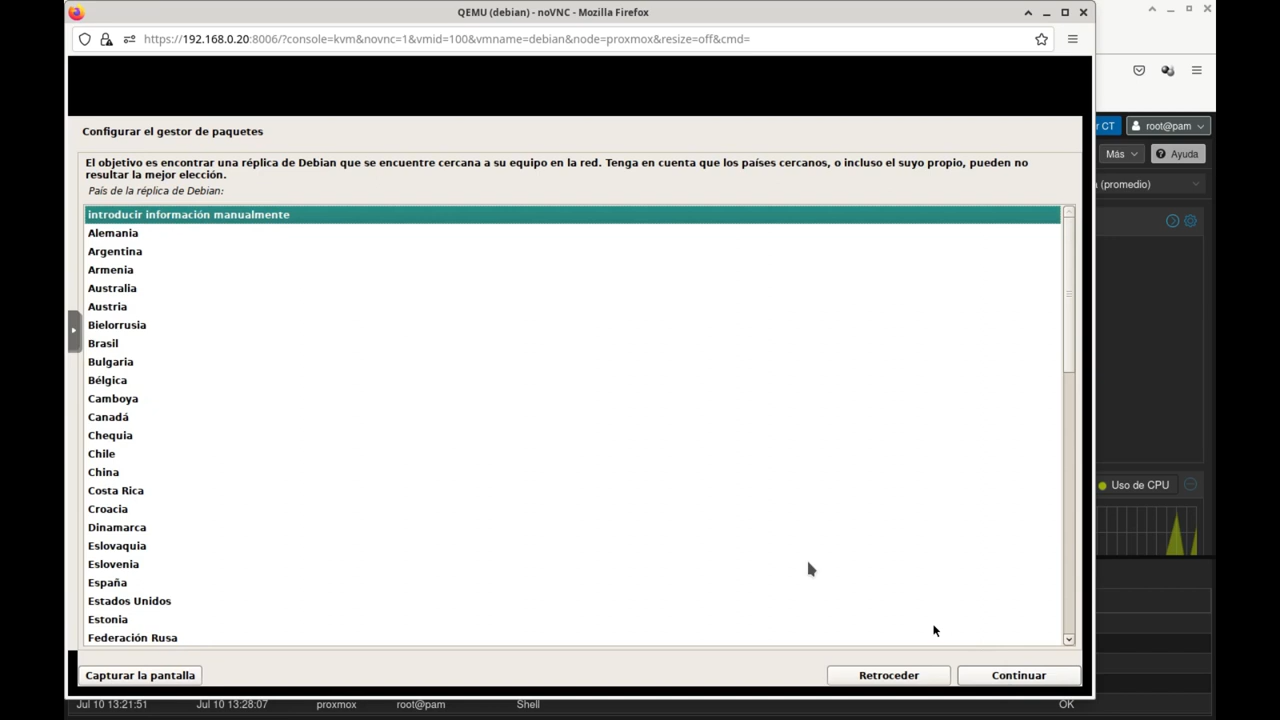 QEMU (debian) - noVNC - Mozilla Firefox
https://192.168.0.20:8006/?console=kvm&novnc=1&vmid=100&vmname=debian&node=proxmox&resize=off&cmd=
r CT
root@pam
Más
Ayuda
a (promedio)
Configurar el gestor de paquetes
El objetivo es encontrar una réplica de Debian que se encuentre cercana a su equipo en la red. Tenga en cuenta que los países cercanos, o incluso el suyo propio, pueden no
resultar la mejor elección.
País de la réplica de Debian:
introducir información manualmente
Alemania
Argentina
Armenia
Australia
Austria
Bielorrusia
Brasil
Bulgaria
Bélgica
Camboya
Canadá
Chequia
Chile
China
Costa Rica
Croacia
Dinamarca
Eslovaquia
Eslovenia
España
Estados Unidos
Estonia
Federación Rusa
Uso de CPU
Capturar la pantalla
Retroceder
Continuar
Jul 10 13:21:51 Jul 10 13:28:07 proxmox root@pam Shell OK